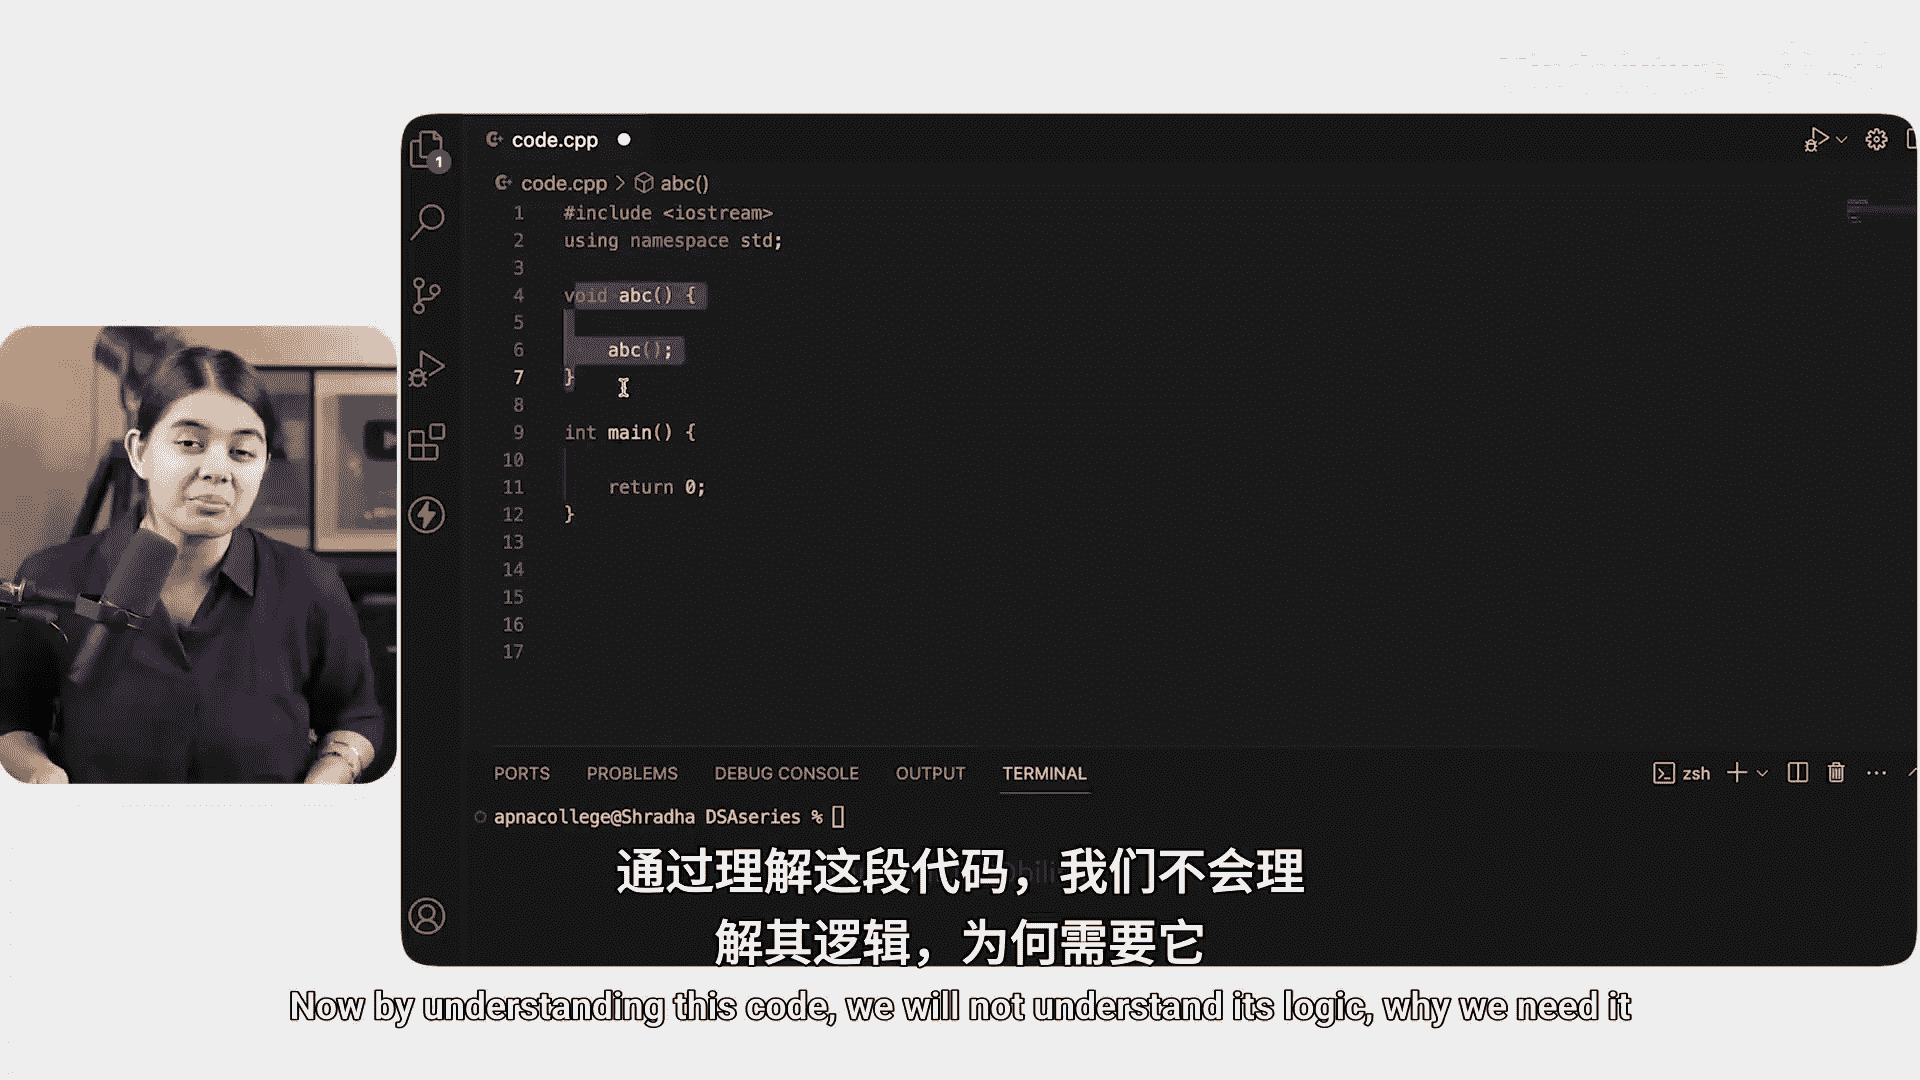 code.cpp
1
code.cpp > abc()
1 #include <iostream>
2 using namespace std;
3
4 void abc() {
5
6 abc();
7 }
8
9 int main() {
10
11 return 0;
12 }
13
14
15
16
17
PORTS PROBLEMS DEBUG CONSOLE OUTPUT TERMINAL
zsh
apnacollege@Shradha DSAseries %
通过理解这段代码，我们不会理
解其逻辑，为何需要它
Now by understanding this code, we will not understand its logic, why we need it